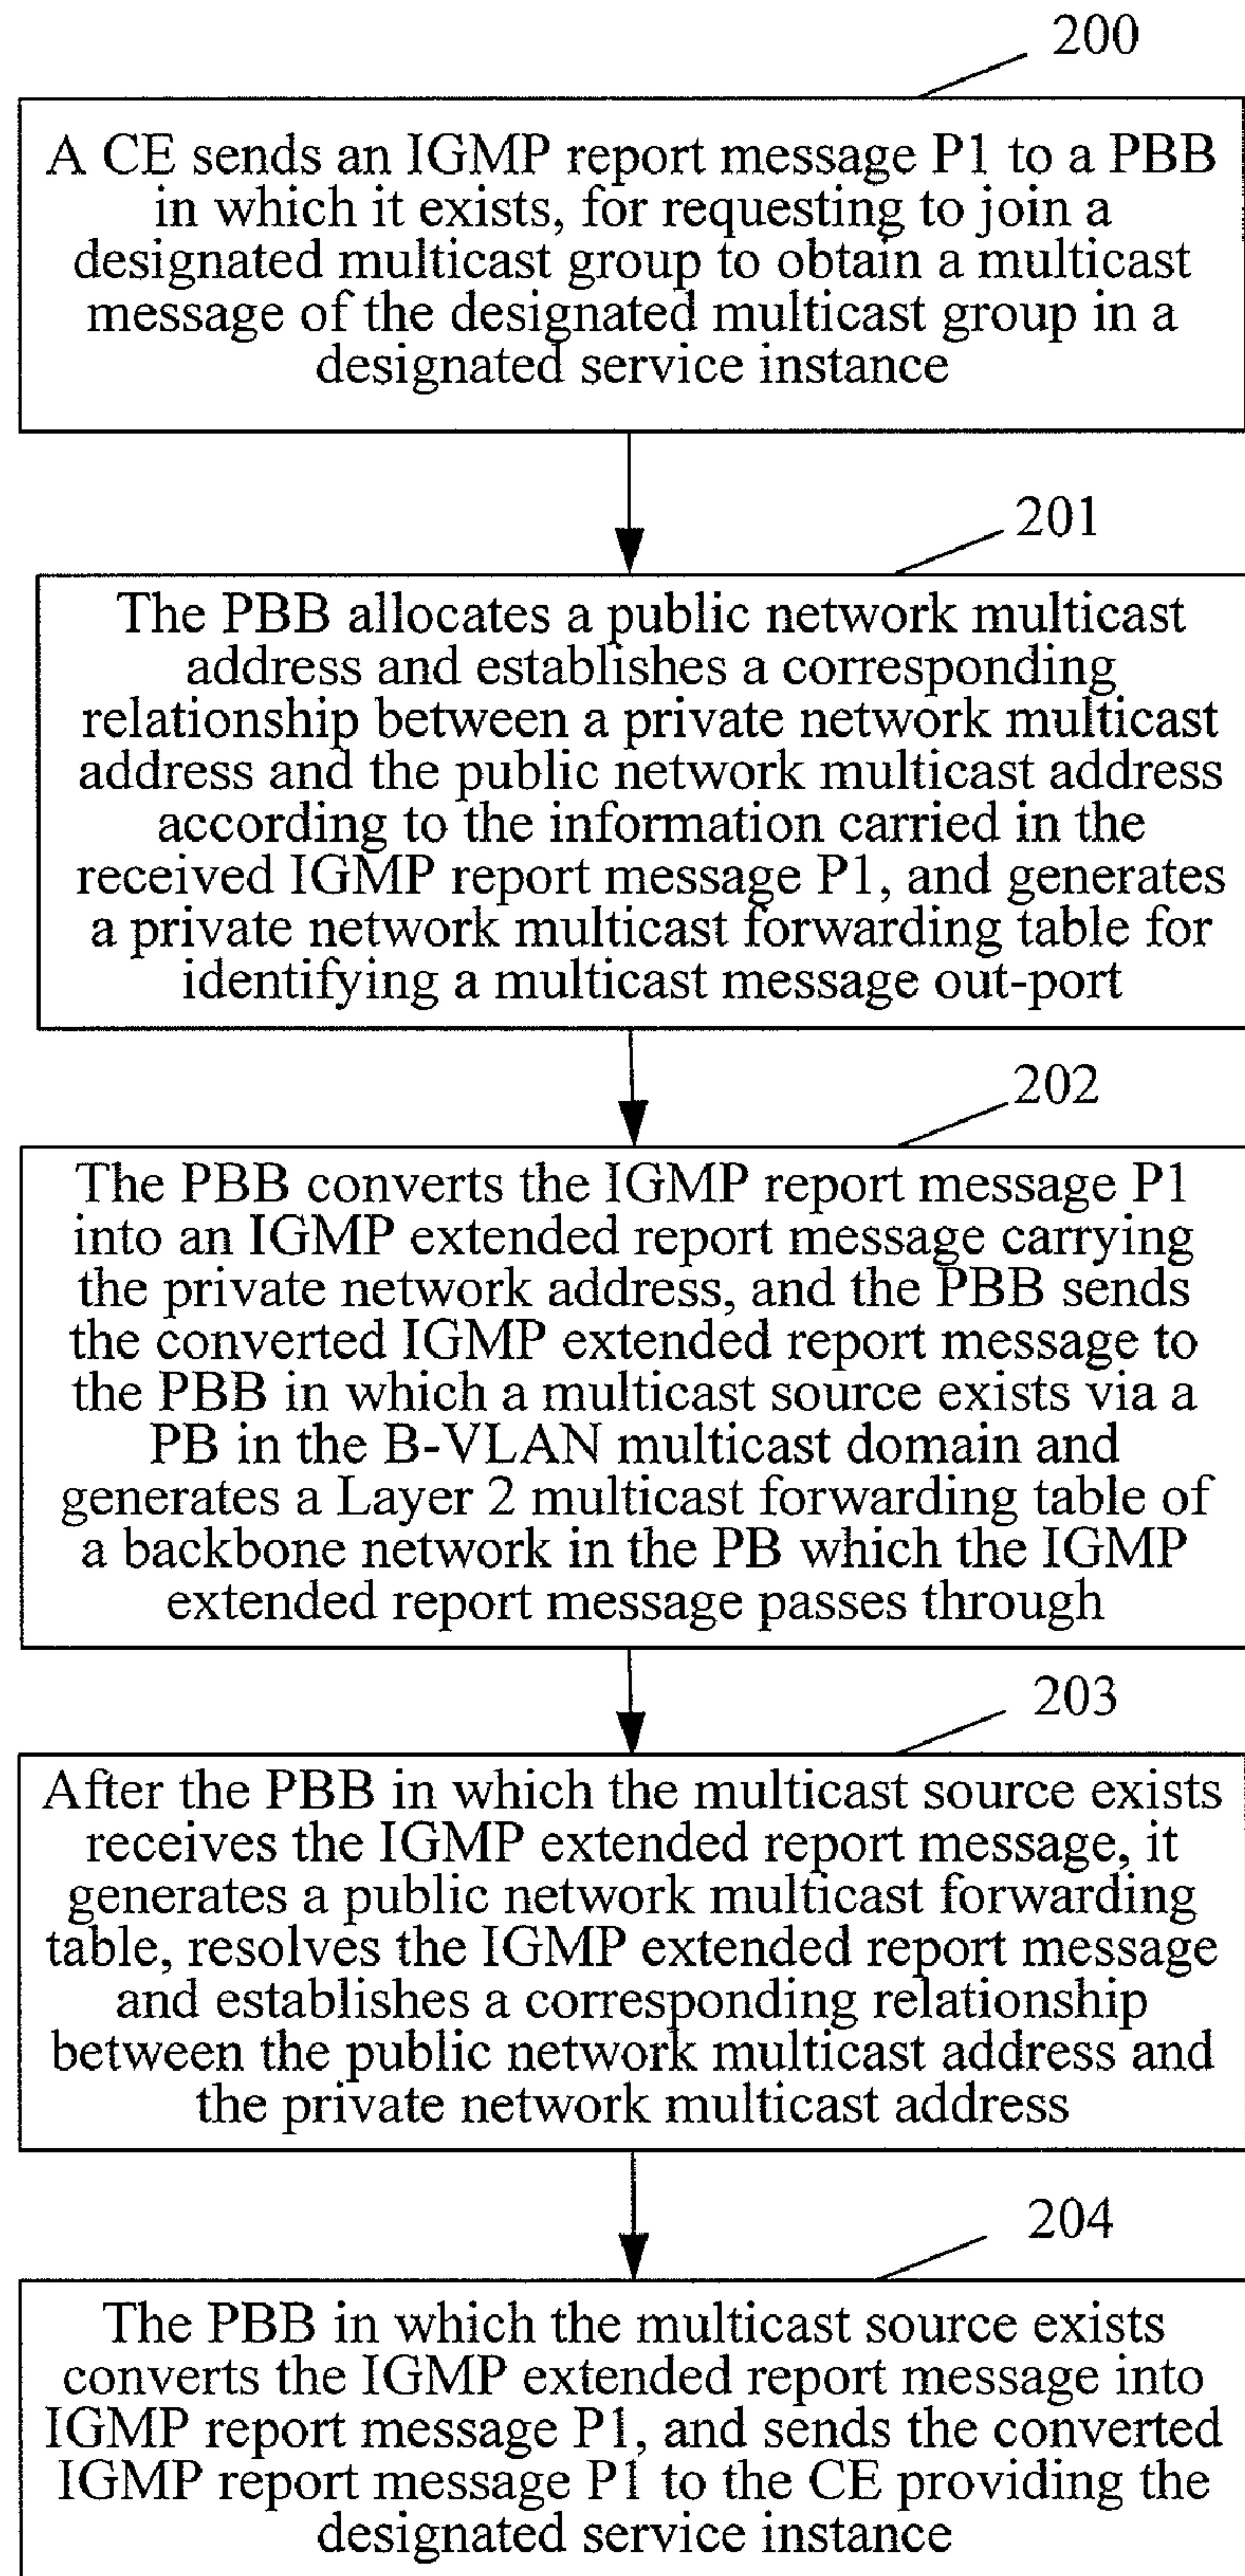 200
A CE sends an IGMP report message P1 to a PBB
in which it exists, for requesting to join a
designated multicast group to obtain a multicast
message of the designated multicast group in a
designated service instance
201
The PBB allocates a public network multicast
address and establishes a corresponding
relationship between a private network multicast
address and the public network multicast address
according to the information carried in the
received IGMP report message P1, and generates
a private network multicast forwarding table for
identifying a multicast message out-port
202
The PBB converts the IGMP report message P1
into an IGMP extended report message carrying
the private network address, and the PBB sends
the converted IGMP extended report message to
the PBB in which a multicast source exists via a
PB in the B-VLAN multicast domain and
generates a Layer 2 multicast forwarding table of
a backbone network in the PB which the IGMP
extended report message passes through
203
After the PBB in which the multicast source exists
receives the IGMP extended report message, it
generates a public network multicast forwarding
table, resolves the IGMP extended report message
and establishes a corresponding relationship
between the public network multicast address and
the private network multicast address
204
The PBB in which the multicast source exists
converts the IGMP extended report message into
IGMP report message P1, and sends the converted
IGMP report message P1 to the CE providing the
designated service instance